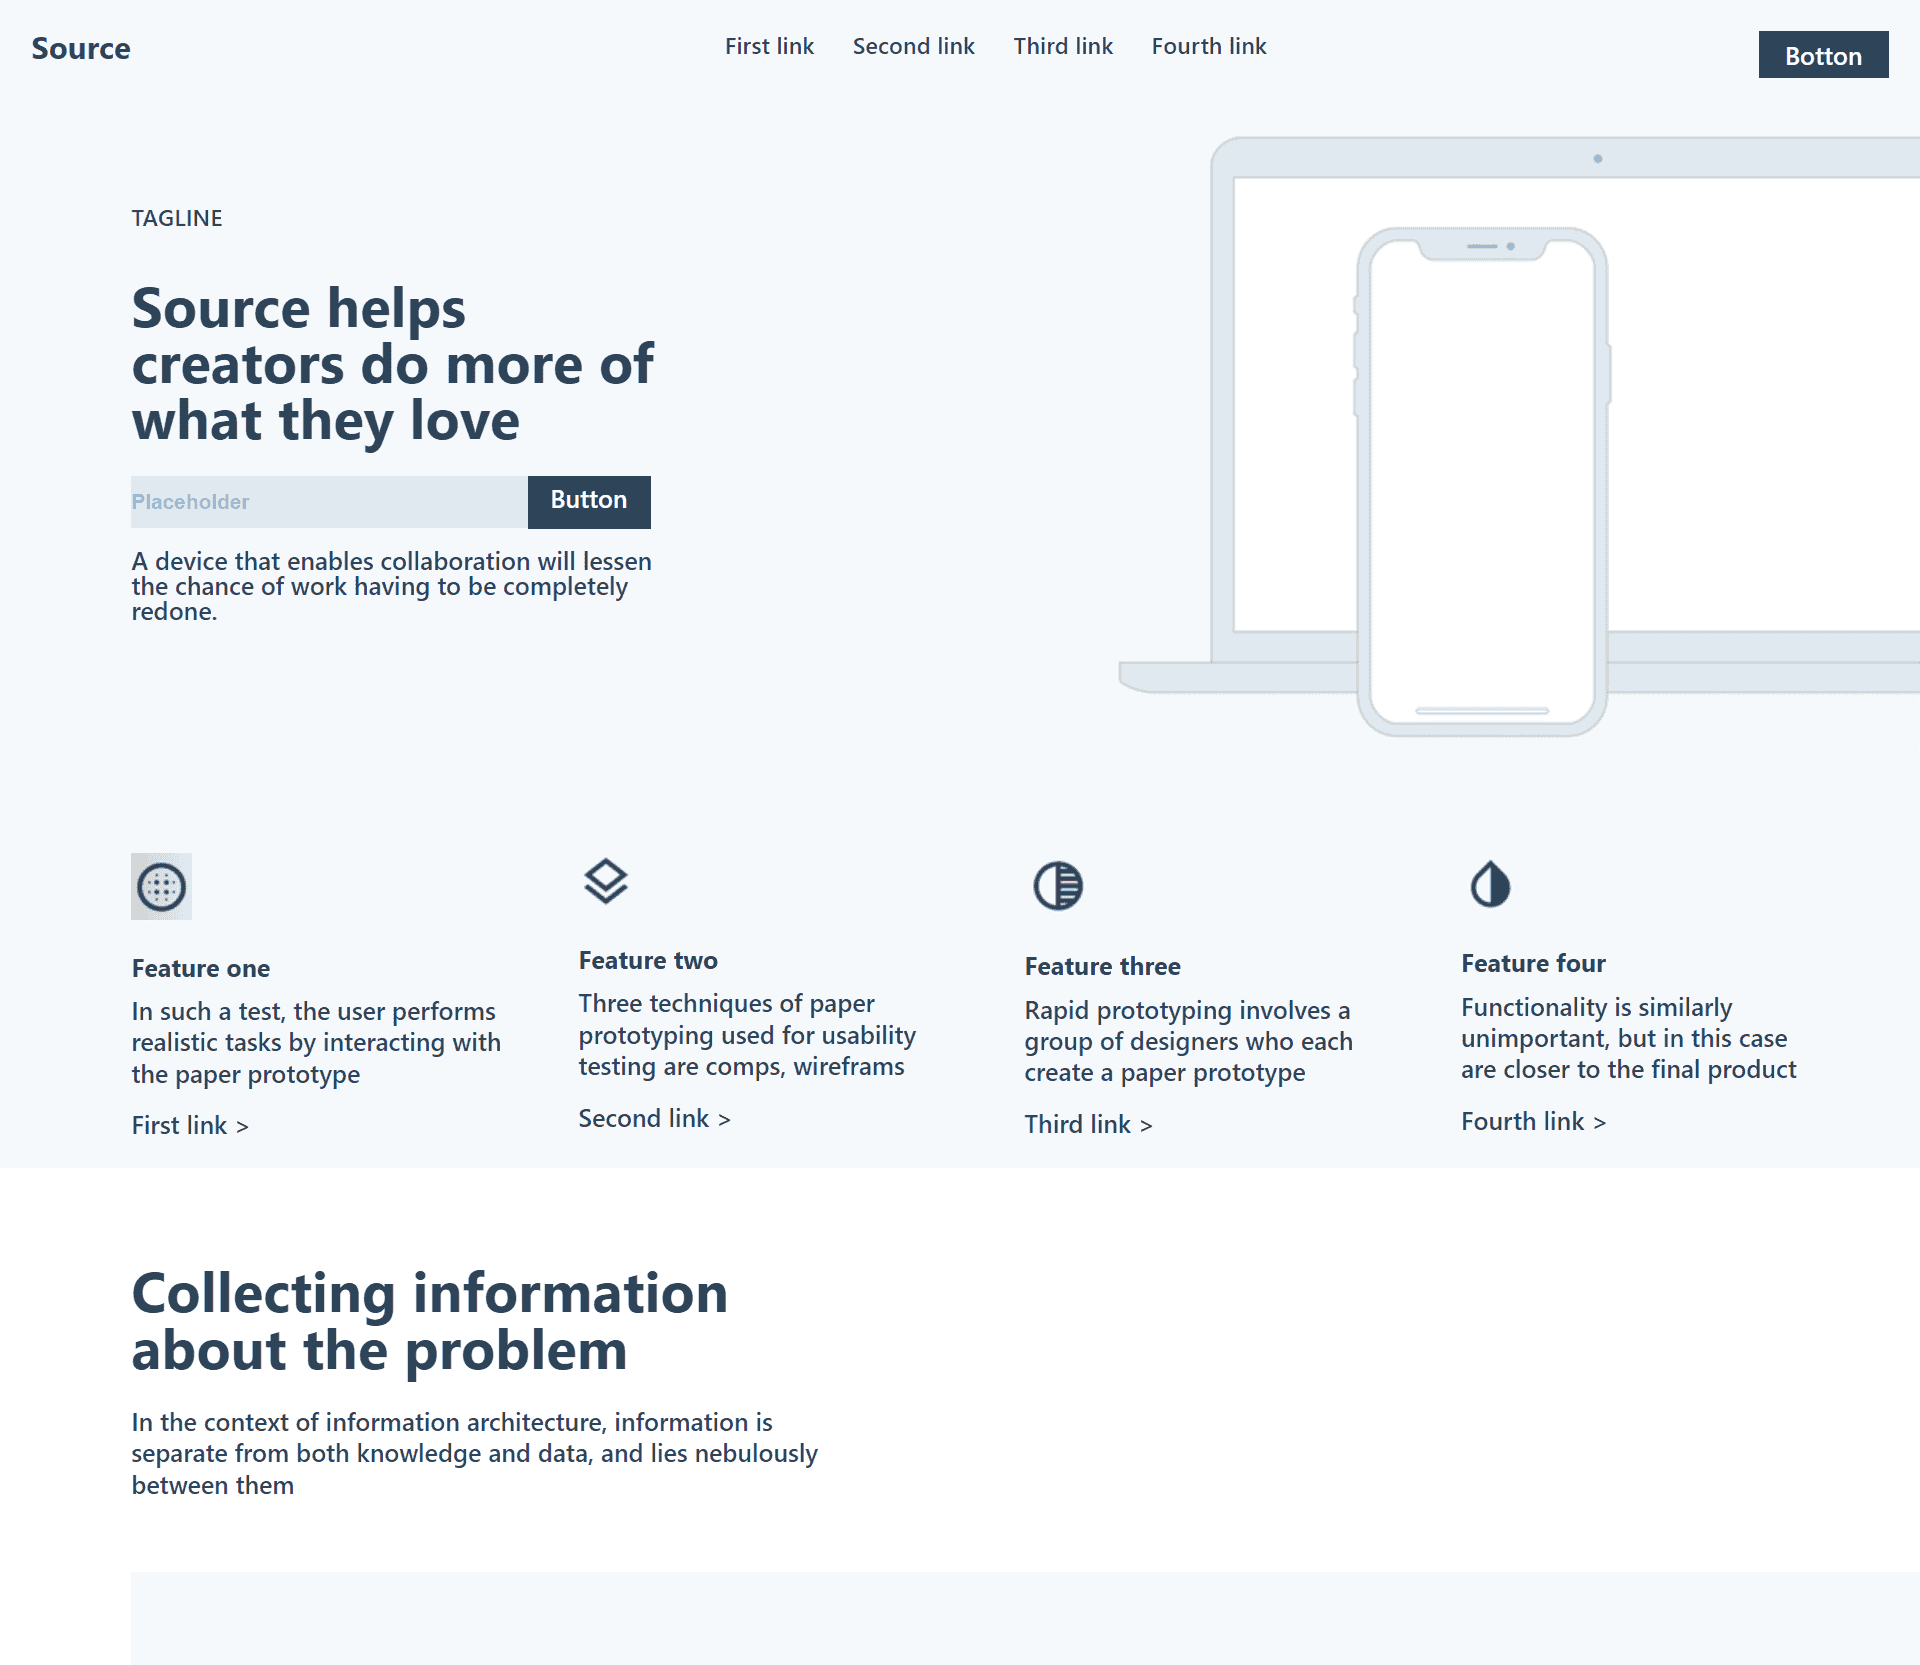 Source
First link Second link Third link Fourth link
Botton
TAGLINE
Source helps
creators do more of
what they love
Placeholder
Button
A device that enables collaboration will lessen
the chance of work having to be completely
redone.
Feature one
In such a test, the user performs
realistic tasks by interacting with
the paper prototype
First link >
Feature two
Three techniques of paper
prototyping used for usability
testing are comps, wireframs
Second link >
Feature three
Rapid prototyping involves a
group of designers who each
create a paper prototype
Third link >
Feature four
Functionality is similarly
unimportant, but in this case
are closer to the final product
Fourth link >
Collecting information
about the problem
In the context of information architecture, information is
separate from both knowledge and data, and lies nebulously
between them